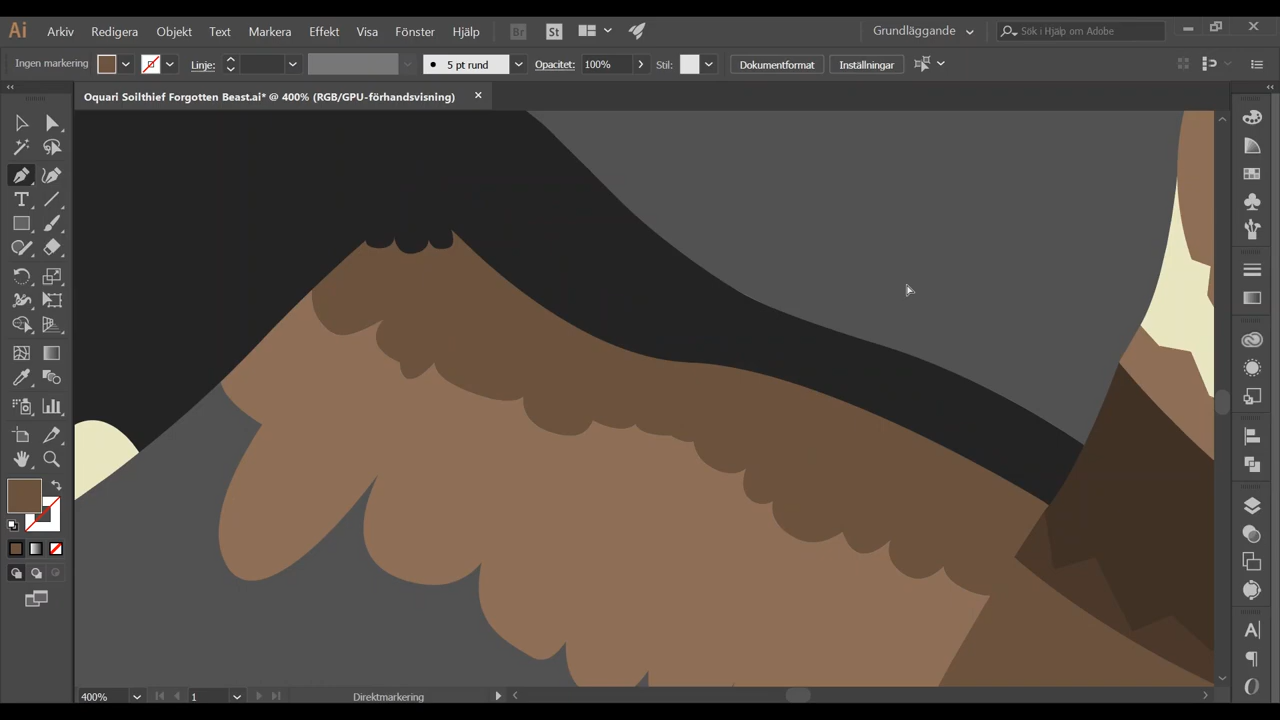 Ai Arkiv Redigera Objekt Text Markera Effekt Visa Fönster Hjälp Br St Grundläggande Sök i Hjälp om Adobe
Ingen markering Linje: 5 pt rund Opacitet: 100% Stil: Dokumentformat Inställningar
Oquari Soilthief Forgotten Beast.ai* @ 400% (RGB/GPU-förhandsvisning)
400% 1 Direktmarkering